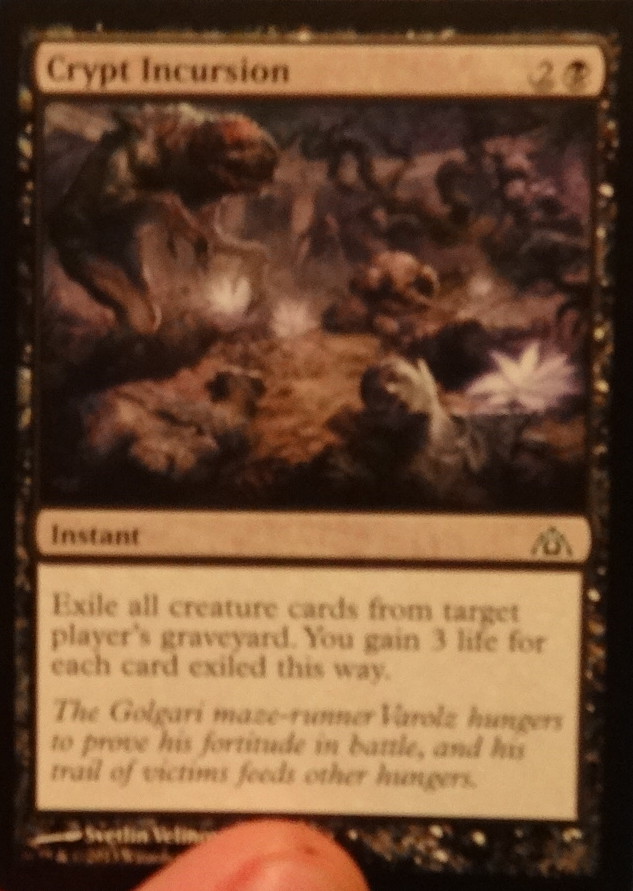 Crypt Incursion 2
Instant
Exile all creature cards from target
player's graveyard. You gain 3 life for
each card exiled this way.
The Golgari maze-runner Varolz hungers
to prove his fortitude in battle, and his
trail of victims feeds other hungers.
Svetlin